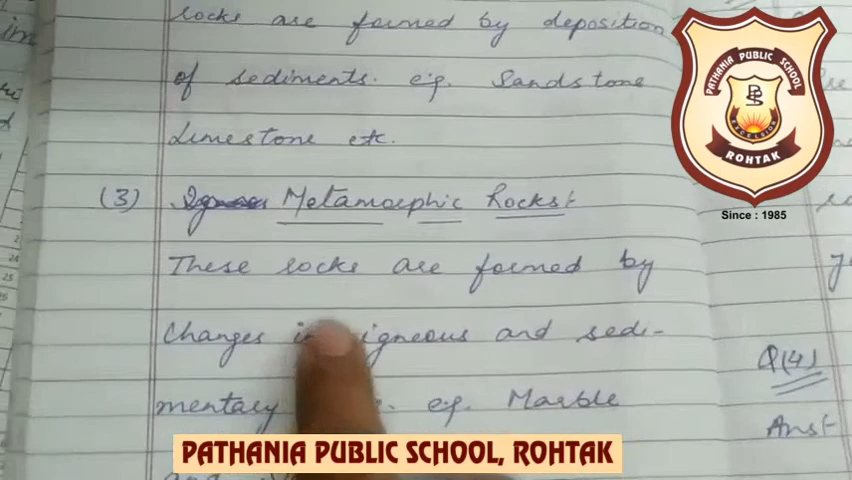 rocks are formed by deposition
of sediments. e.g. Sandstone
Limestone etc.
(3) Metamorphic Rocks:
These rocks are formed by
Changes in igneous and sedi-
mentary e.g. Marble
and
Q(4)
Ans:
PATHANIA PUBLIC SCHOOL
PS
EXCELSIOR
ROHTAK
Since : 1985
PATHANIA PUBLIC SCHOOL, ROHTAK